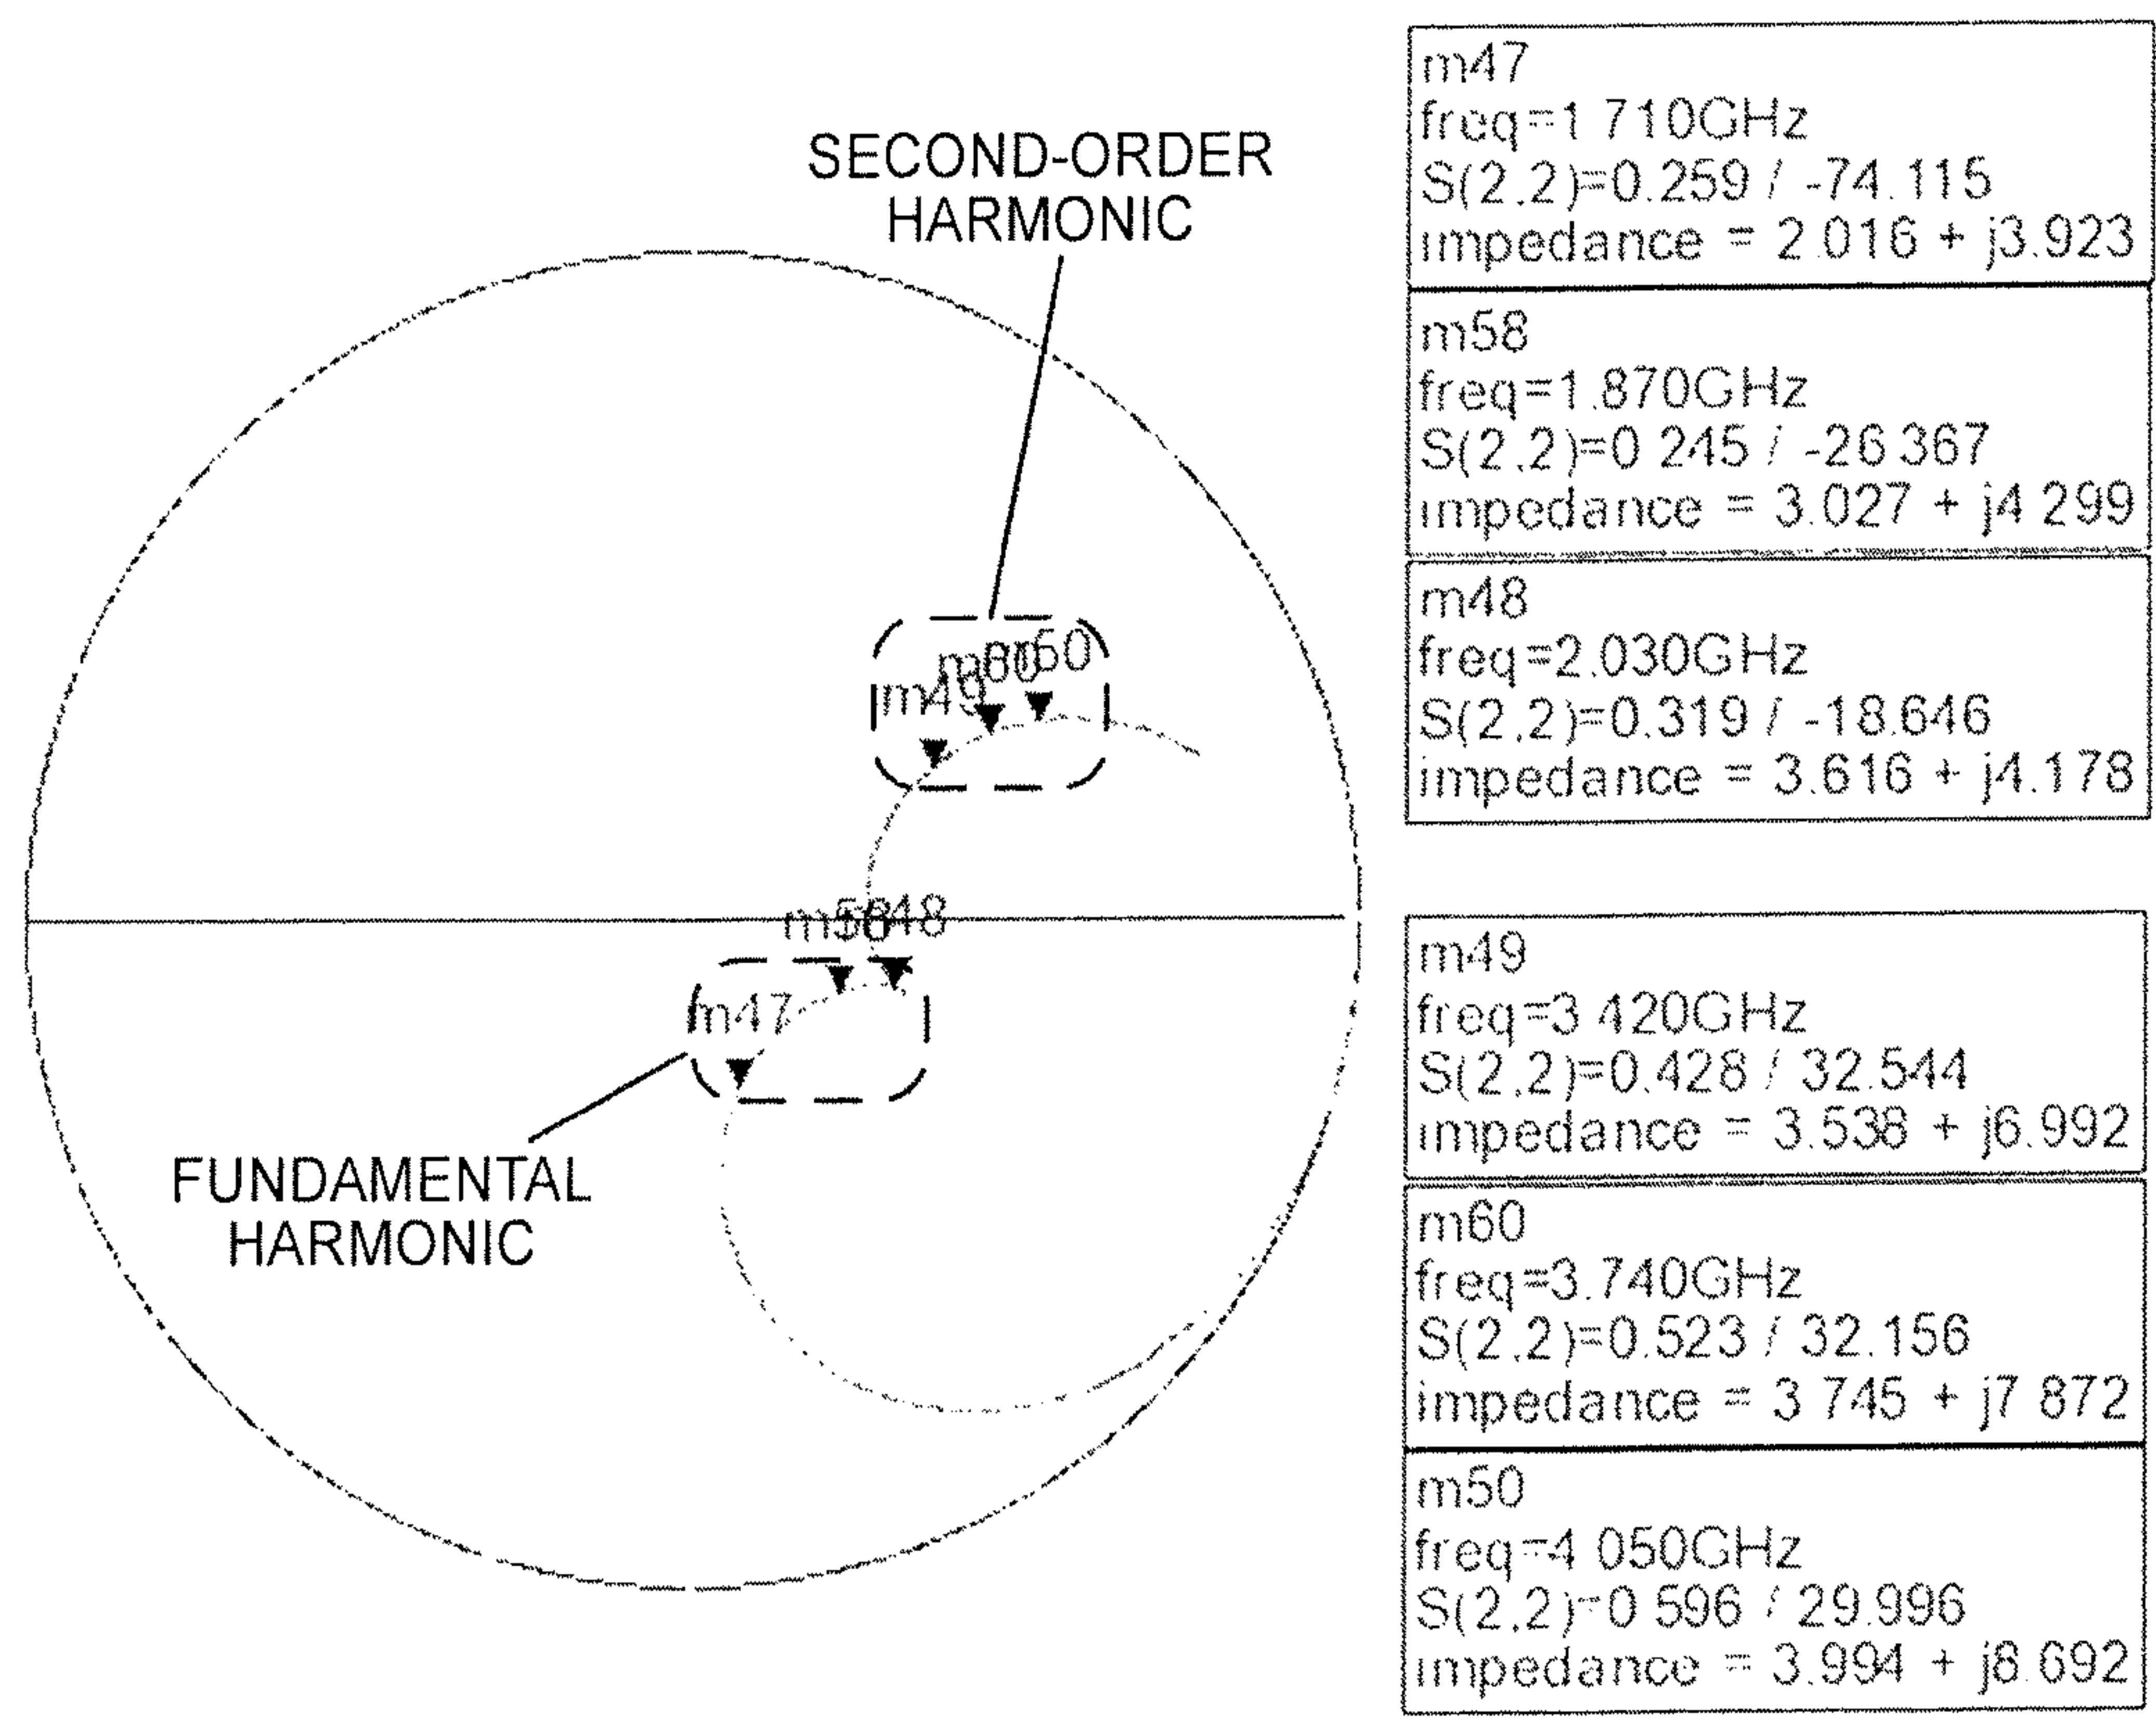 SECOND-ORDER
HARMONIC
m49
m60
m50
m58
m48
m47
FUNDAMENTAL
HARMONIC
m47
freq=1 710GHz
S(2,2)=0.259 / -74.115
impedance = 2.016 + j3.923
m58
freq=1.870GHz
S(2,2)=0 245 / -26 367
impedance = 3.027 + j4 299
m48
freq=2.030GHz
S(2,2)=0.319 / -18.646
impedance = 3.616 + j4.178
m49
freq=3 420GHz
S(2,2)=0.428 / 32.544
impedance = 3.538 + j6.992
m60
freq=3.740GHz
S(2,2)=0.523 / 32.156
impedance = 3 745 + j7 872
m50
freq=4 050GHz
S(2,2)=0 596 / 29.996
impedance = 3.994 + j8.692